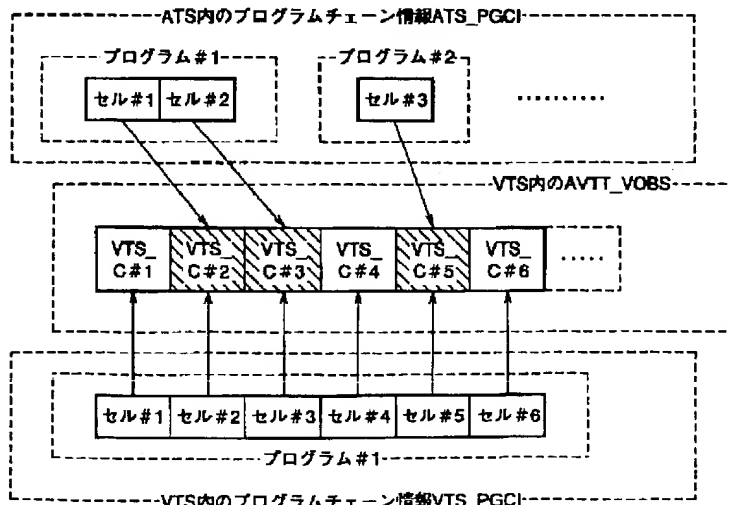 ATS内のプログラムチェーン情報ATS_PGCI
プログラム#1
プログラム#2
セル#1 セル#2
セル#3
‥‥‥‥‥
VTS内のAVTT_VOBS
VTS_C#1
VTS_C#2
VTS_C#3
VTS_C#4
VTS_C#5
VTS_C#6
‥‥‥
セル#1 セル#2 セル#3 セル#4 セル#5 セル#6
プログラム#1
VTS内のプログラムチェーン情報VTS_PGCI